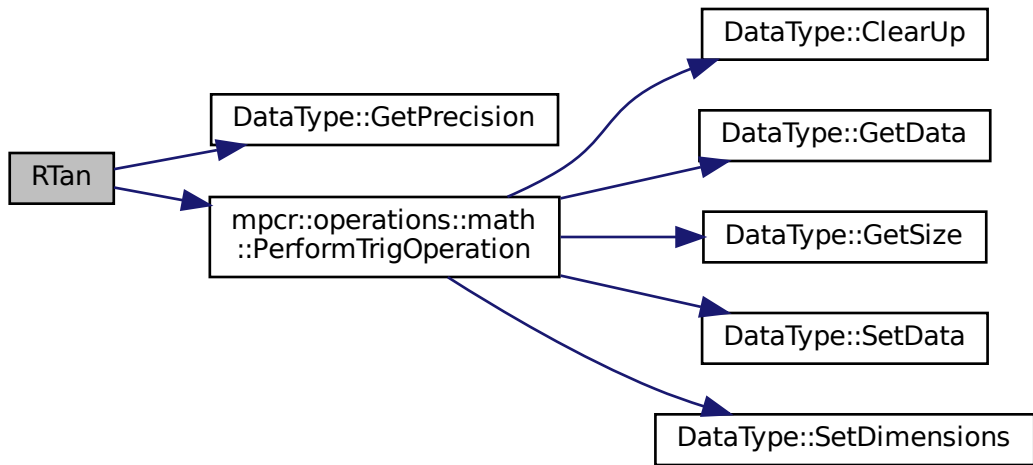 RTan
DataType::GetPrecision
mpcr::operations::math
::PerformTrigOperation
DataType::ClearUp
DataType::GetData
DataType::GetSize
DataType::SetData
DataType::SetDimensions